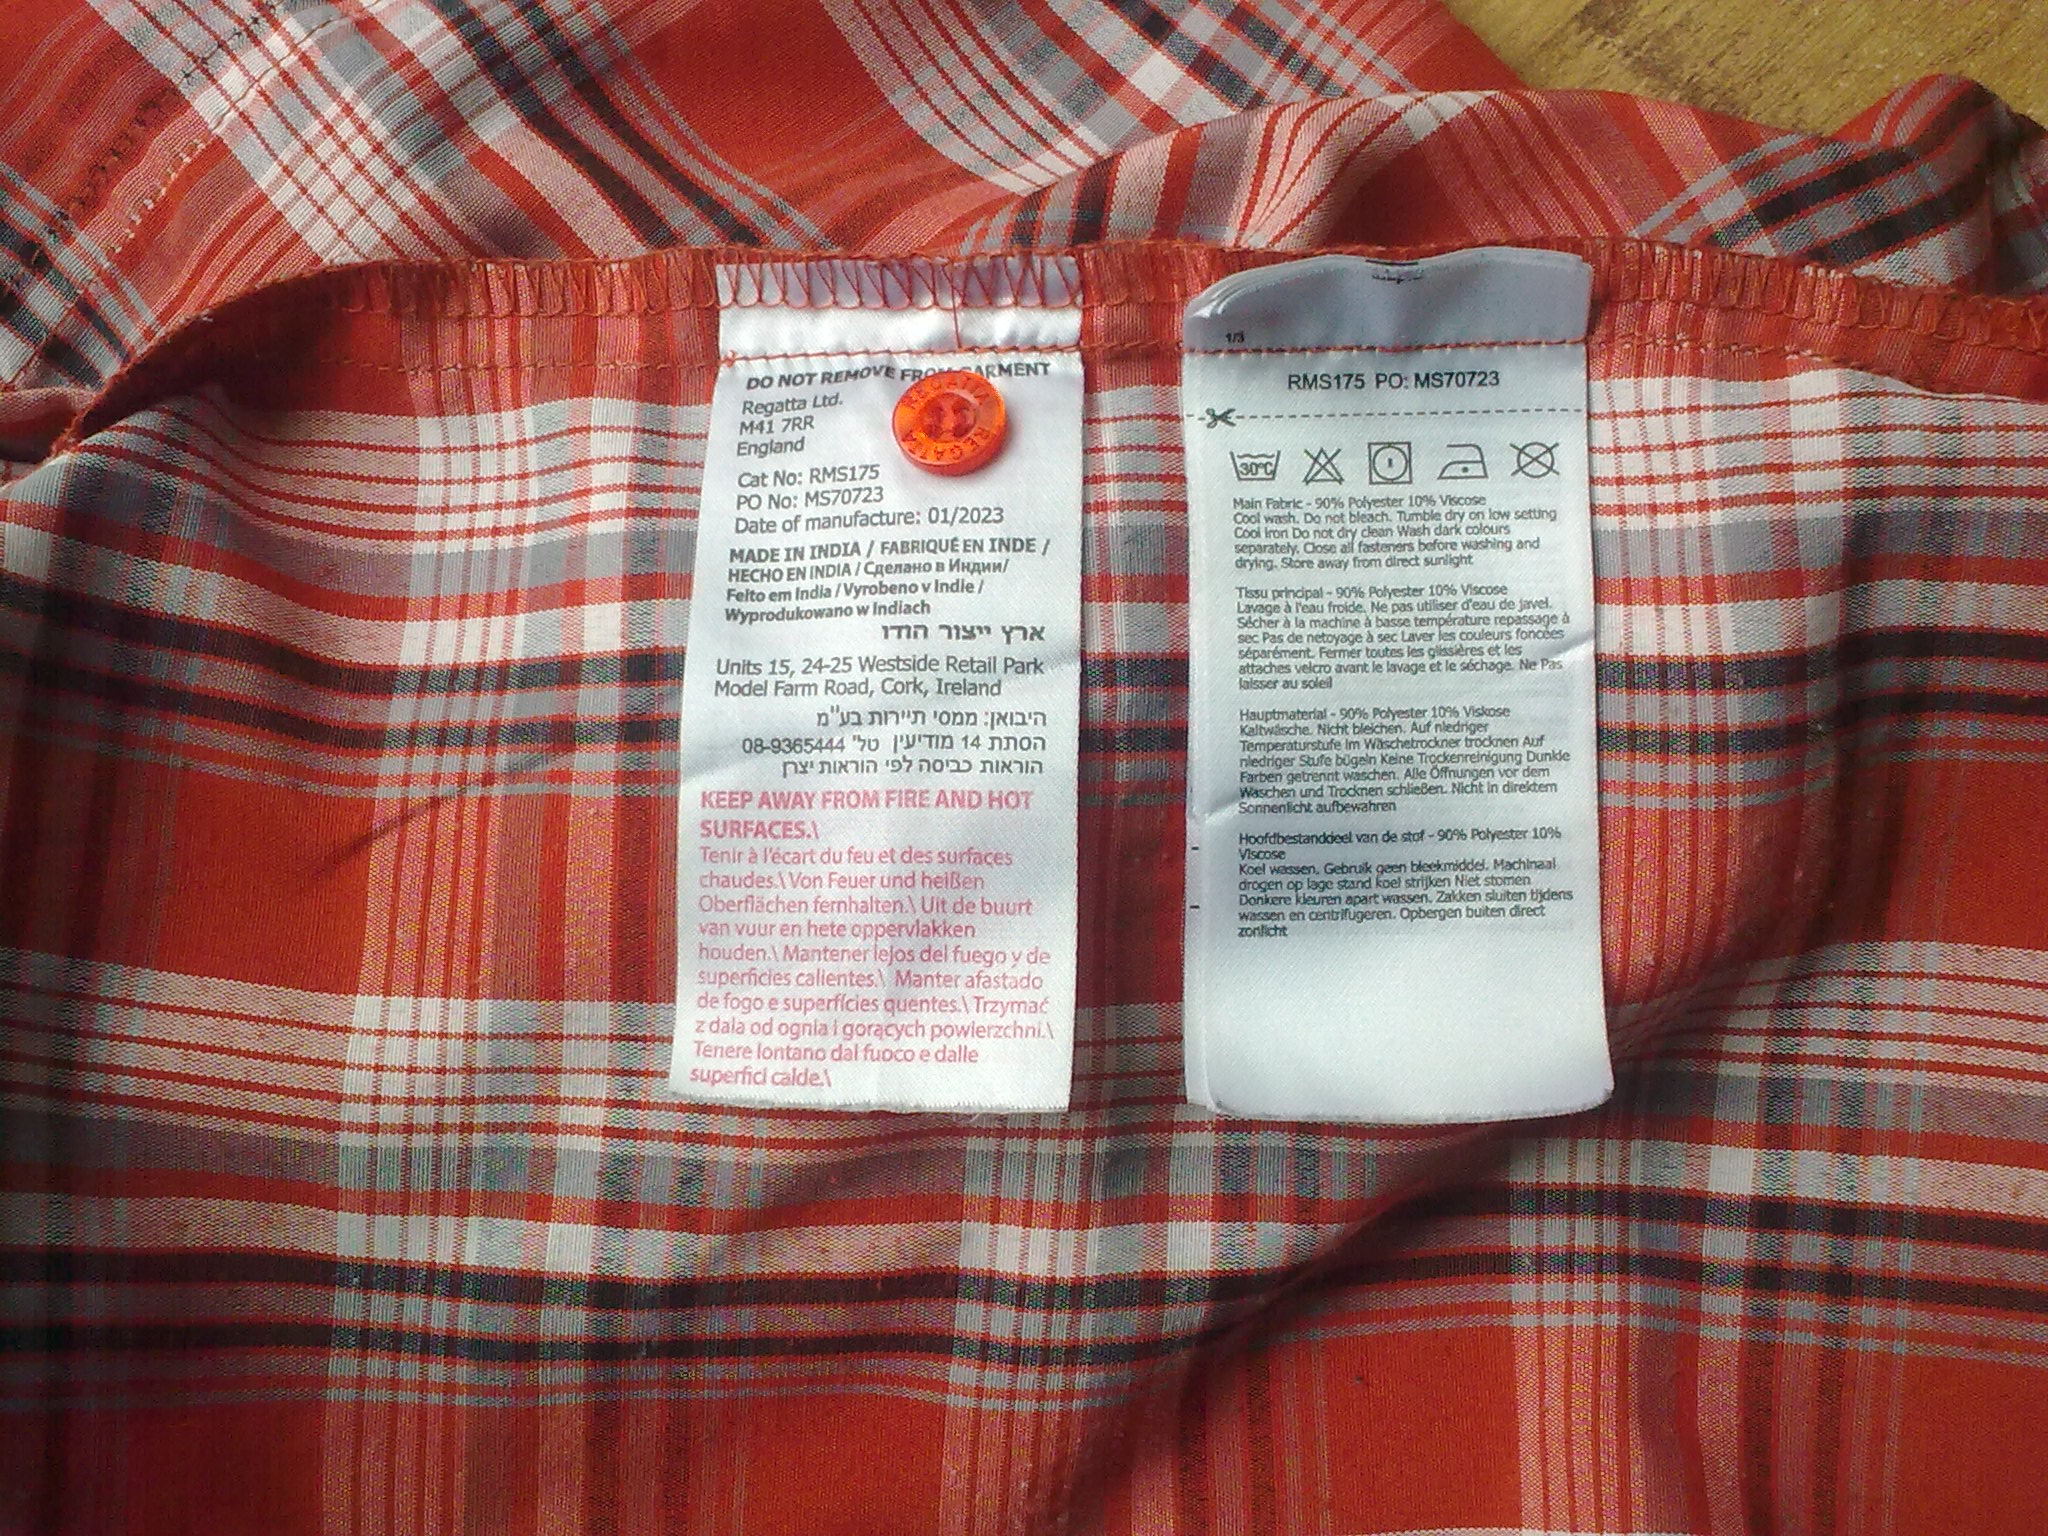 DO NOT REMOVE FROM GARMENT
Regatta Ltd.
M41 7RR
England
REGATTA REGATTA
Cat No: RMS175
PO No: MS70723
Date of manufacture: 01/2023
MADE IN INDIA / FABRIQUÉ EN INDE /
HECHO EN INDIA / Сделано в Индии/
Feito em India / Vyrobeno v Indie /
Wyprodukowano w Indiach
ארץ ייצור הודו
Units 15, 24-25 Westside Retail Park
Model Farm Road, Cork, Ireland
היבואן: ממסי תיירות בע"מ
הסתת 14 מודיעין טל' 08-9365444
הוראות כביסה לפי הוראות יצרן
KEEP AWAY FROM FIRE AND HOT
SURFACES.\
Tenir à l'écart du feu et des surfaces
chaudes.\ Von Feuer und heißen
Oberflächen fernhalten.\ Uit de buurt
van vuur en hete oppervlakken
houden.\ Mantener lejos del fuego y de
superficies calientes.\ Manter afastado
de fogo e superfícies quentes.\ Trzymać
z dala od ognia i gorących powierzchni.\
Tenere lontano dal fuoco e dalle
superfici calde.\
1/3
RMS175 PO: MS70723
30°C
Main Fabric - 90% Polyester 10% Viscose
Cool wash. Do not bleach. Tumble dry on low setting
Cool iron Do not dry clean Wash dark colours
separately. Close all fasteners before washing and
drying. Store away from direct sunlight
Tissu principal - 90% Polyester 10% Viscose
Lavage à l'eau froide. Ne pas utiliser d'eau de javel.
Sécher à la machine à basse température repassage à
sec Pas de netoyage à sec Laver les couleurs foncées
séparément. Fermer toutes les glissières et les
attaches velcro avant le lavage et le séchage. Ne Pas
laisser au soleil
Hauptmaterial - 90% Polyester 10% Viskose
Kaltwäsche. Nicht bleichen. Auf niedriger
Temperaturstufe im Wäschetrockner trocknen Auf
niedriger Stufe bügeln Keine Trockenreinigung Dunkle
Farben getrennt waschen. Alle Öffnungen vor dem
Waschen und Trocknen schließen. Nicht in direktem
Sonnenlicht aufbewahren
Hoofdbestanddeel van de stof - 90% Polyester 10%
Viscose
Koel wassen. Gebruik geen bleekmiddel. Machinaal
drogen op lage stand koel strijken Niet stomen
Donkere kleuren apart wassen. Zakken sluiten tijdens
wassen en centrifugeren. Opbergen buiten direct
zonlicht